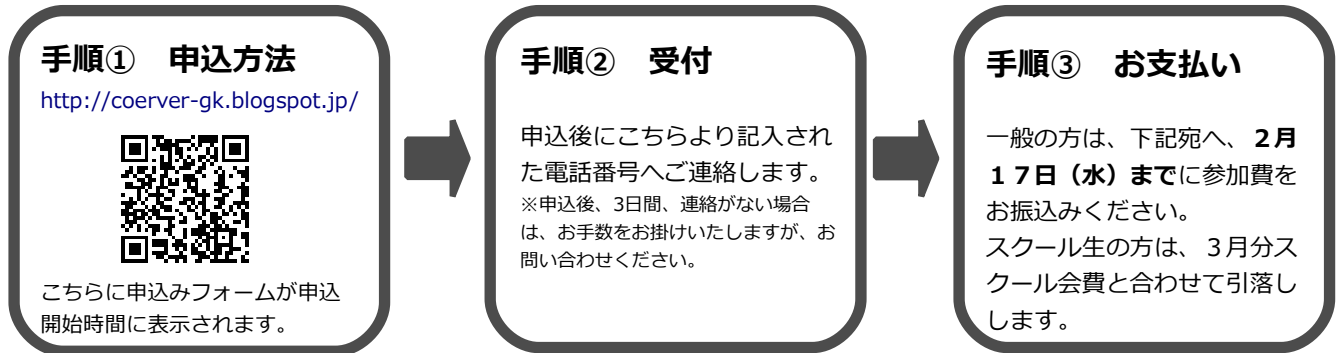 手順① 申込方法
http://coerver-gk.blogspot.jp/
こちらに申込みフォームが申込
開始時間に表示されます。
手順② 受付
申込後にこちらより記入され
た電話番号へご連絡します。
※申込後、3日間、連絡がない場合
は、お手数をお掛けいたしますが、お
問い合わせください。
手順③ お支払い
一般の方は、下記宛へ、２月
１７日（水）までに参加費を
お振込みください。
スクール生の方は、３月分ス
クール会費と合わせて引落し
します。